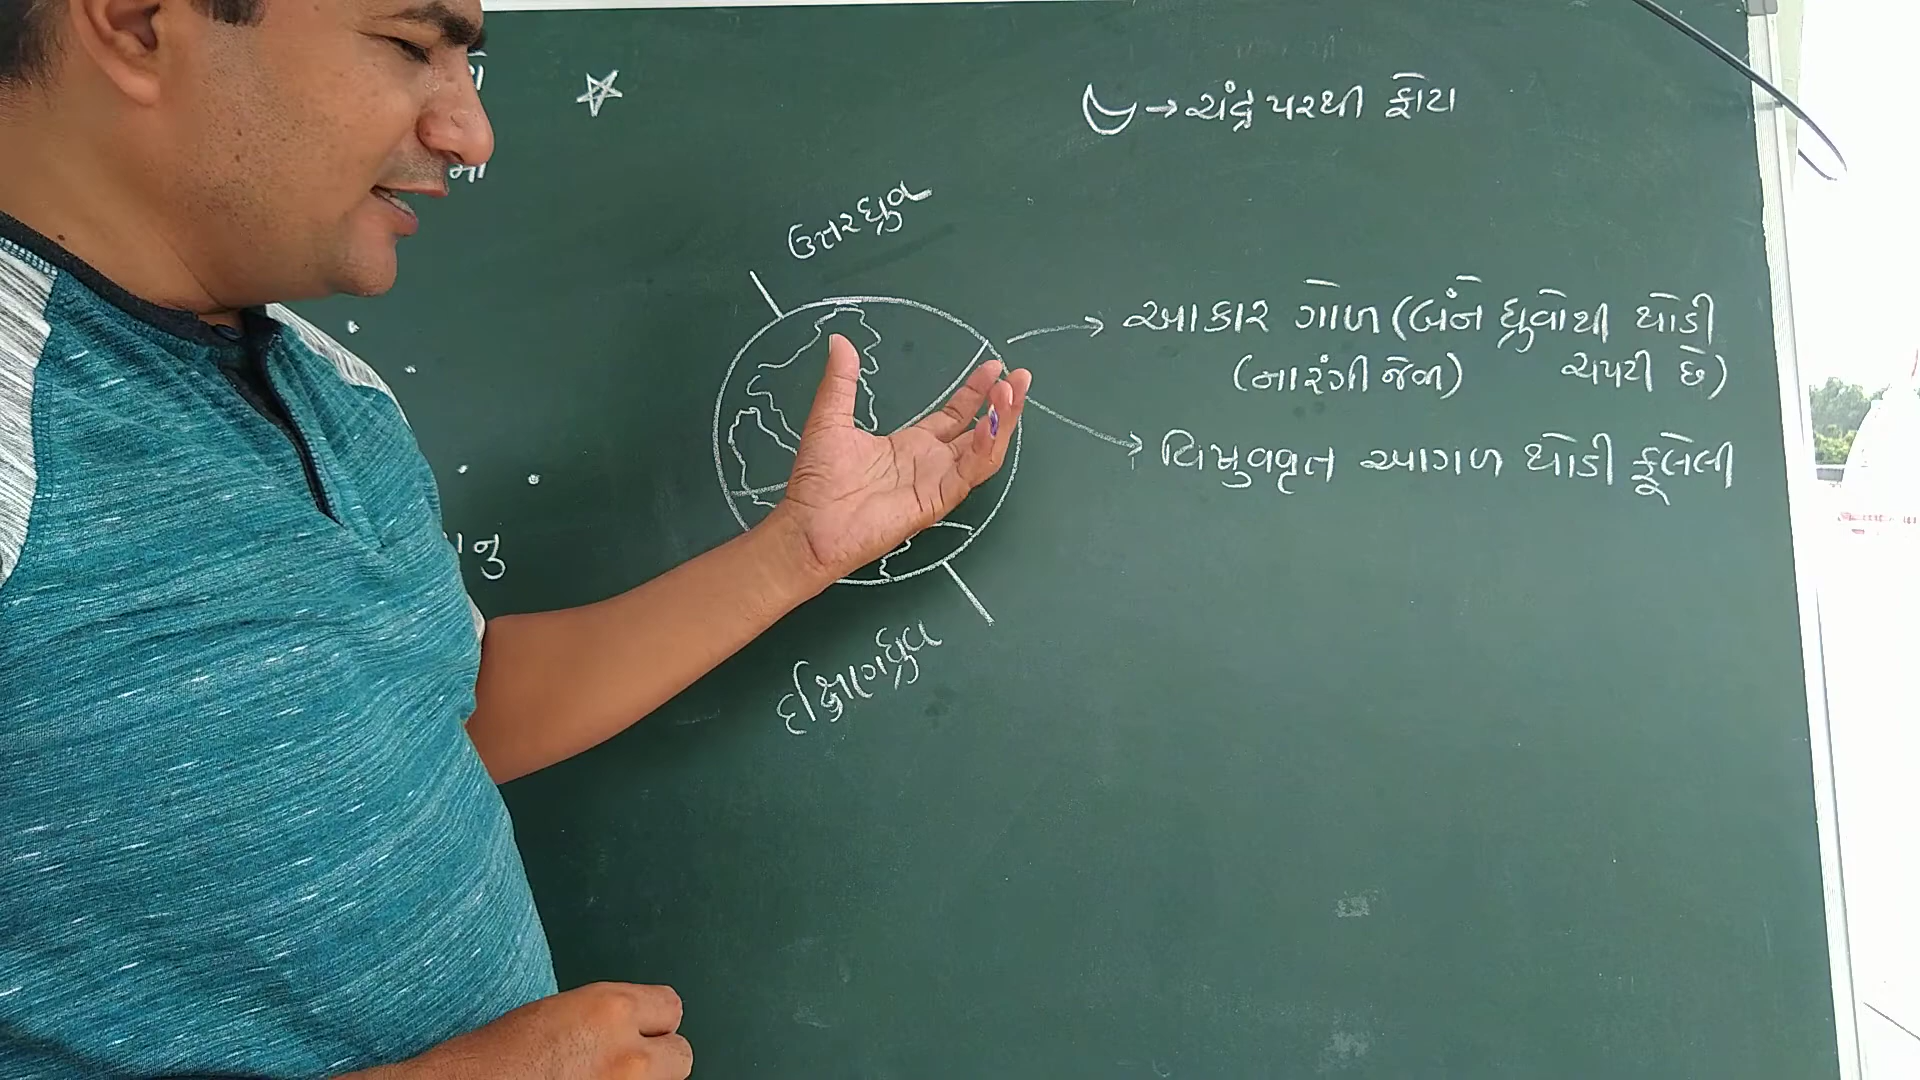 ચંદ્ર પરથી ફોટા
ઉત્તરધ્રુવ
આકાર ગોળ (બંને ધ્રુવોથી થોડી
(નારંગી જેવા) ચપટી છે)
વિષુવવૃત આગળ થોડી ફૂલેલી
નુ
દક્ષિણધ્રુવ